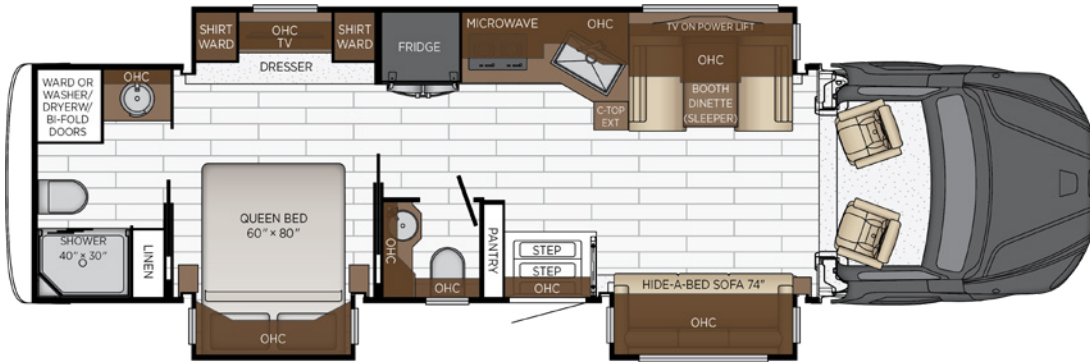 SHIRT
WARD
OHC
TV
SHIRT
WARD
DRESSER
FRIDGE
MICROWAVE
OHC
TV ON POWER LIFT
OHC
BOOTH
DINETTE
(SLEEPER)
C-TOP
EXT
WARD OR
WASHER/
DRYERW/
BI-FOLD
DOORS
OHC
QUEEN BED
60" × 80"
SHOWER
40" × 30"
LINEN
OHC
OHC
OHC
PANTRY
STEP
STEP
OHC
HIDE-A-BED SOFA 74"
OHC